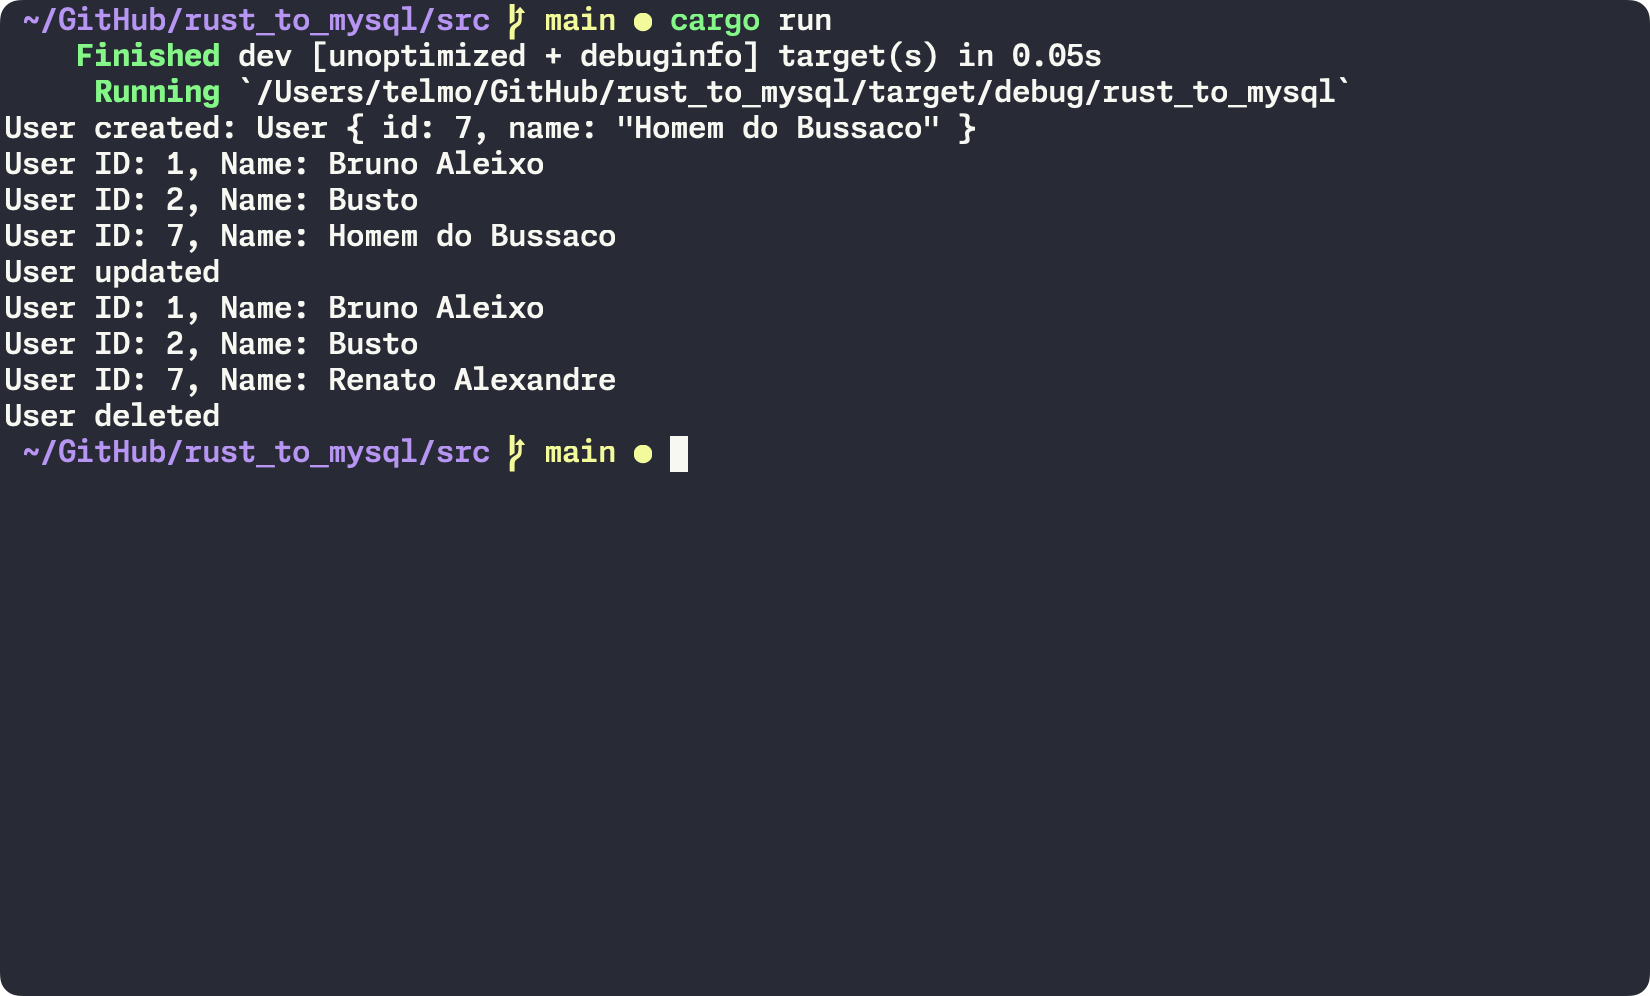 ~/GitHub/rust_to_mysql/src main ● cargo run
Finished dev [unoptimized + debuginfo] target(s) in 0.05s
Running `/Users/telmo/GitHub/rust_to_mysql/target/debug/rust_to_mysql`
User created: User { id: 7, name: "Homem do Bussaco" }
User ID: 1, Name: Bruno Aleixo
User ID: 2, Name: Busto
User ID: 7, Name: Homem do Bussaco
User updated
User ID: 1, Name: Bruno Aleixo
User ID: 2, Name: Busto
User ID: 7, Name: Renato Alexandre
User deleted
~/GitHub/rust_to_mysql/src main ●